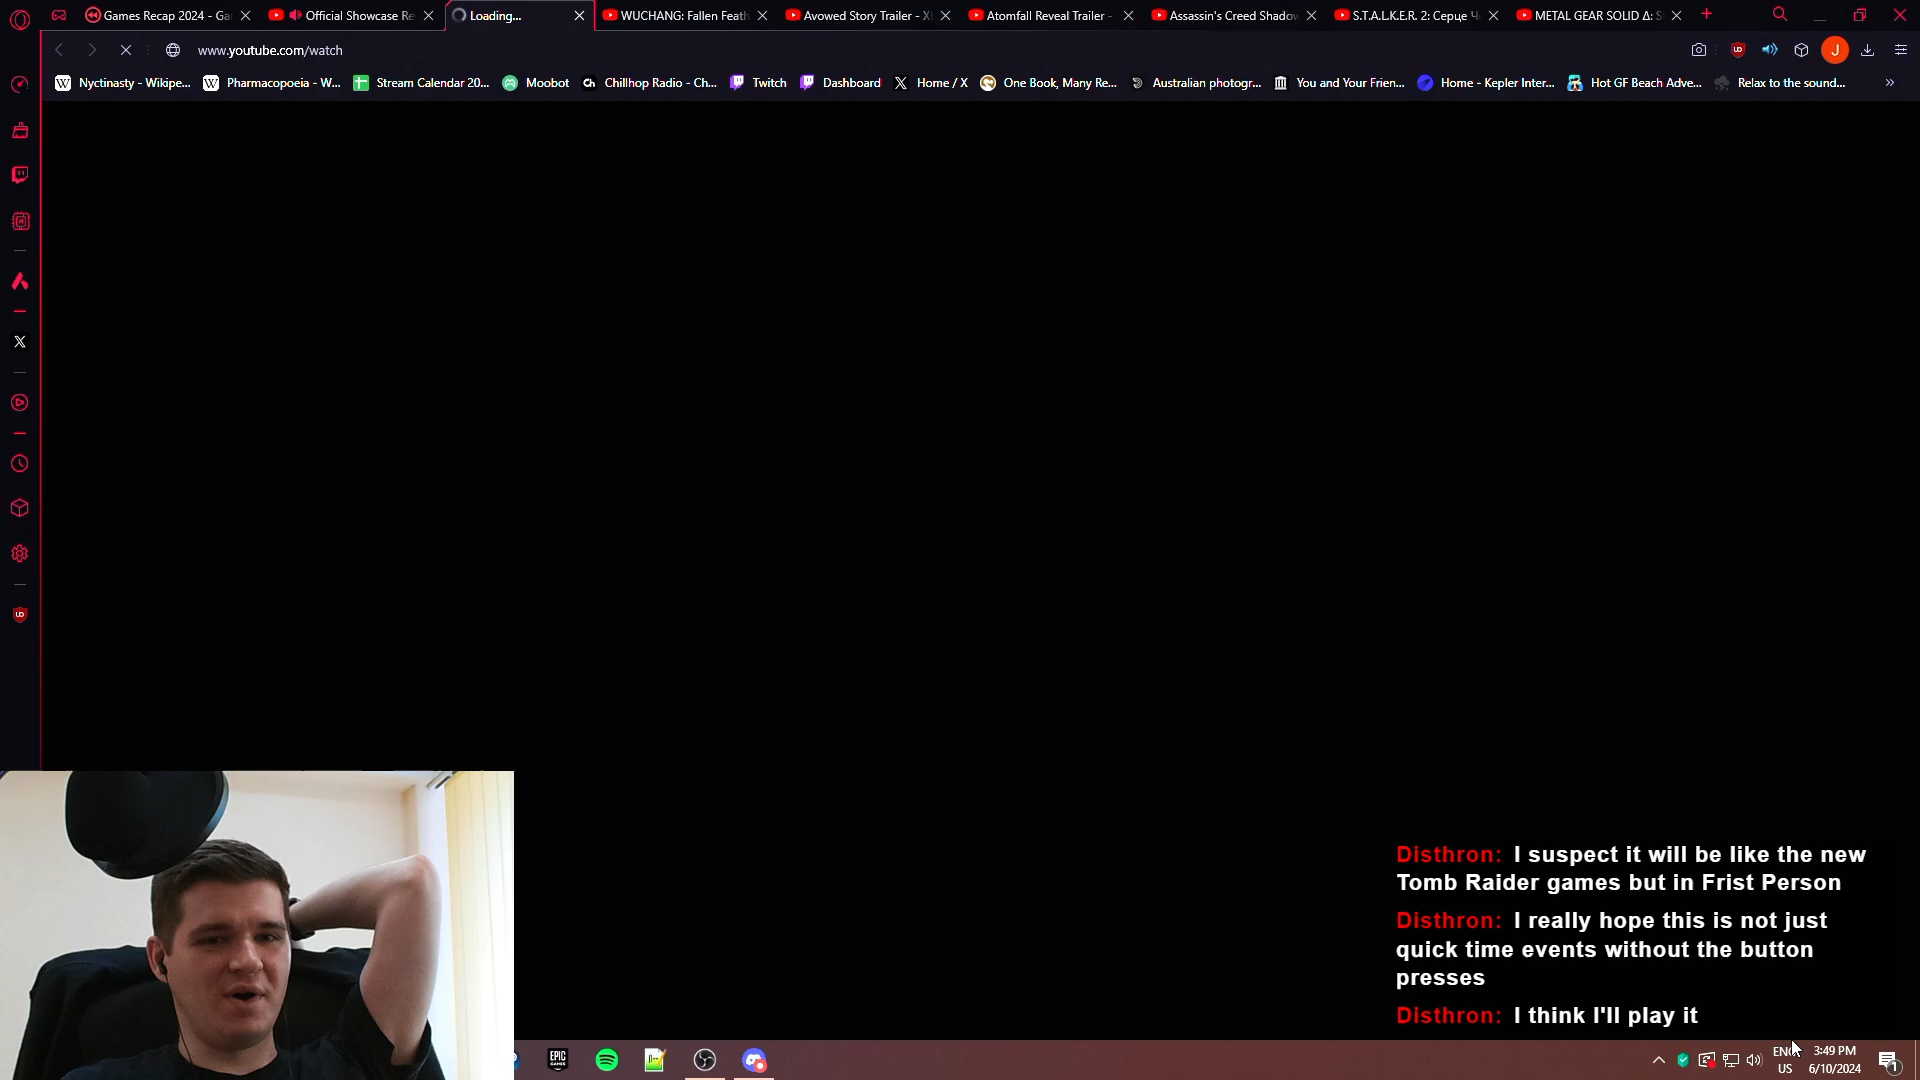 Games Recap 2024 - Ga
Official Showcase Re
Loading...
WUCHANG: Fallen Feath
Avowed Story Trailer - X
Atomfall Reveal Trailer -
Assassin's Creed Shadow
S.T.A.L.K.E.R. 2: Серце Ч
METAL GEAR SOLID Δ: S
www.youtube.com/watch
J
Nyctinasty - Wikipe...
Pharmacopoeia - W...
Stream Calendar 20...
Moobot
Chillhop Radio - Ch...
Twitch
Dashboard
Home / X
One Book, Many Re...
Australian photogr...
You and Your Frien...
Home - Kepler Inter...
Hot GF Beach Adve...
Relax to the sound...
Disthron: I suspect it will be like the new
Tomb Raider games but in Frist Person
Disthron: I really hope this is not just
quick time events without the button
presses
Disthron: I think I'll play it
EPIC
GAMES
ENG
US
3:49 PM
6/10/2024
1